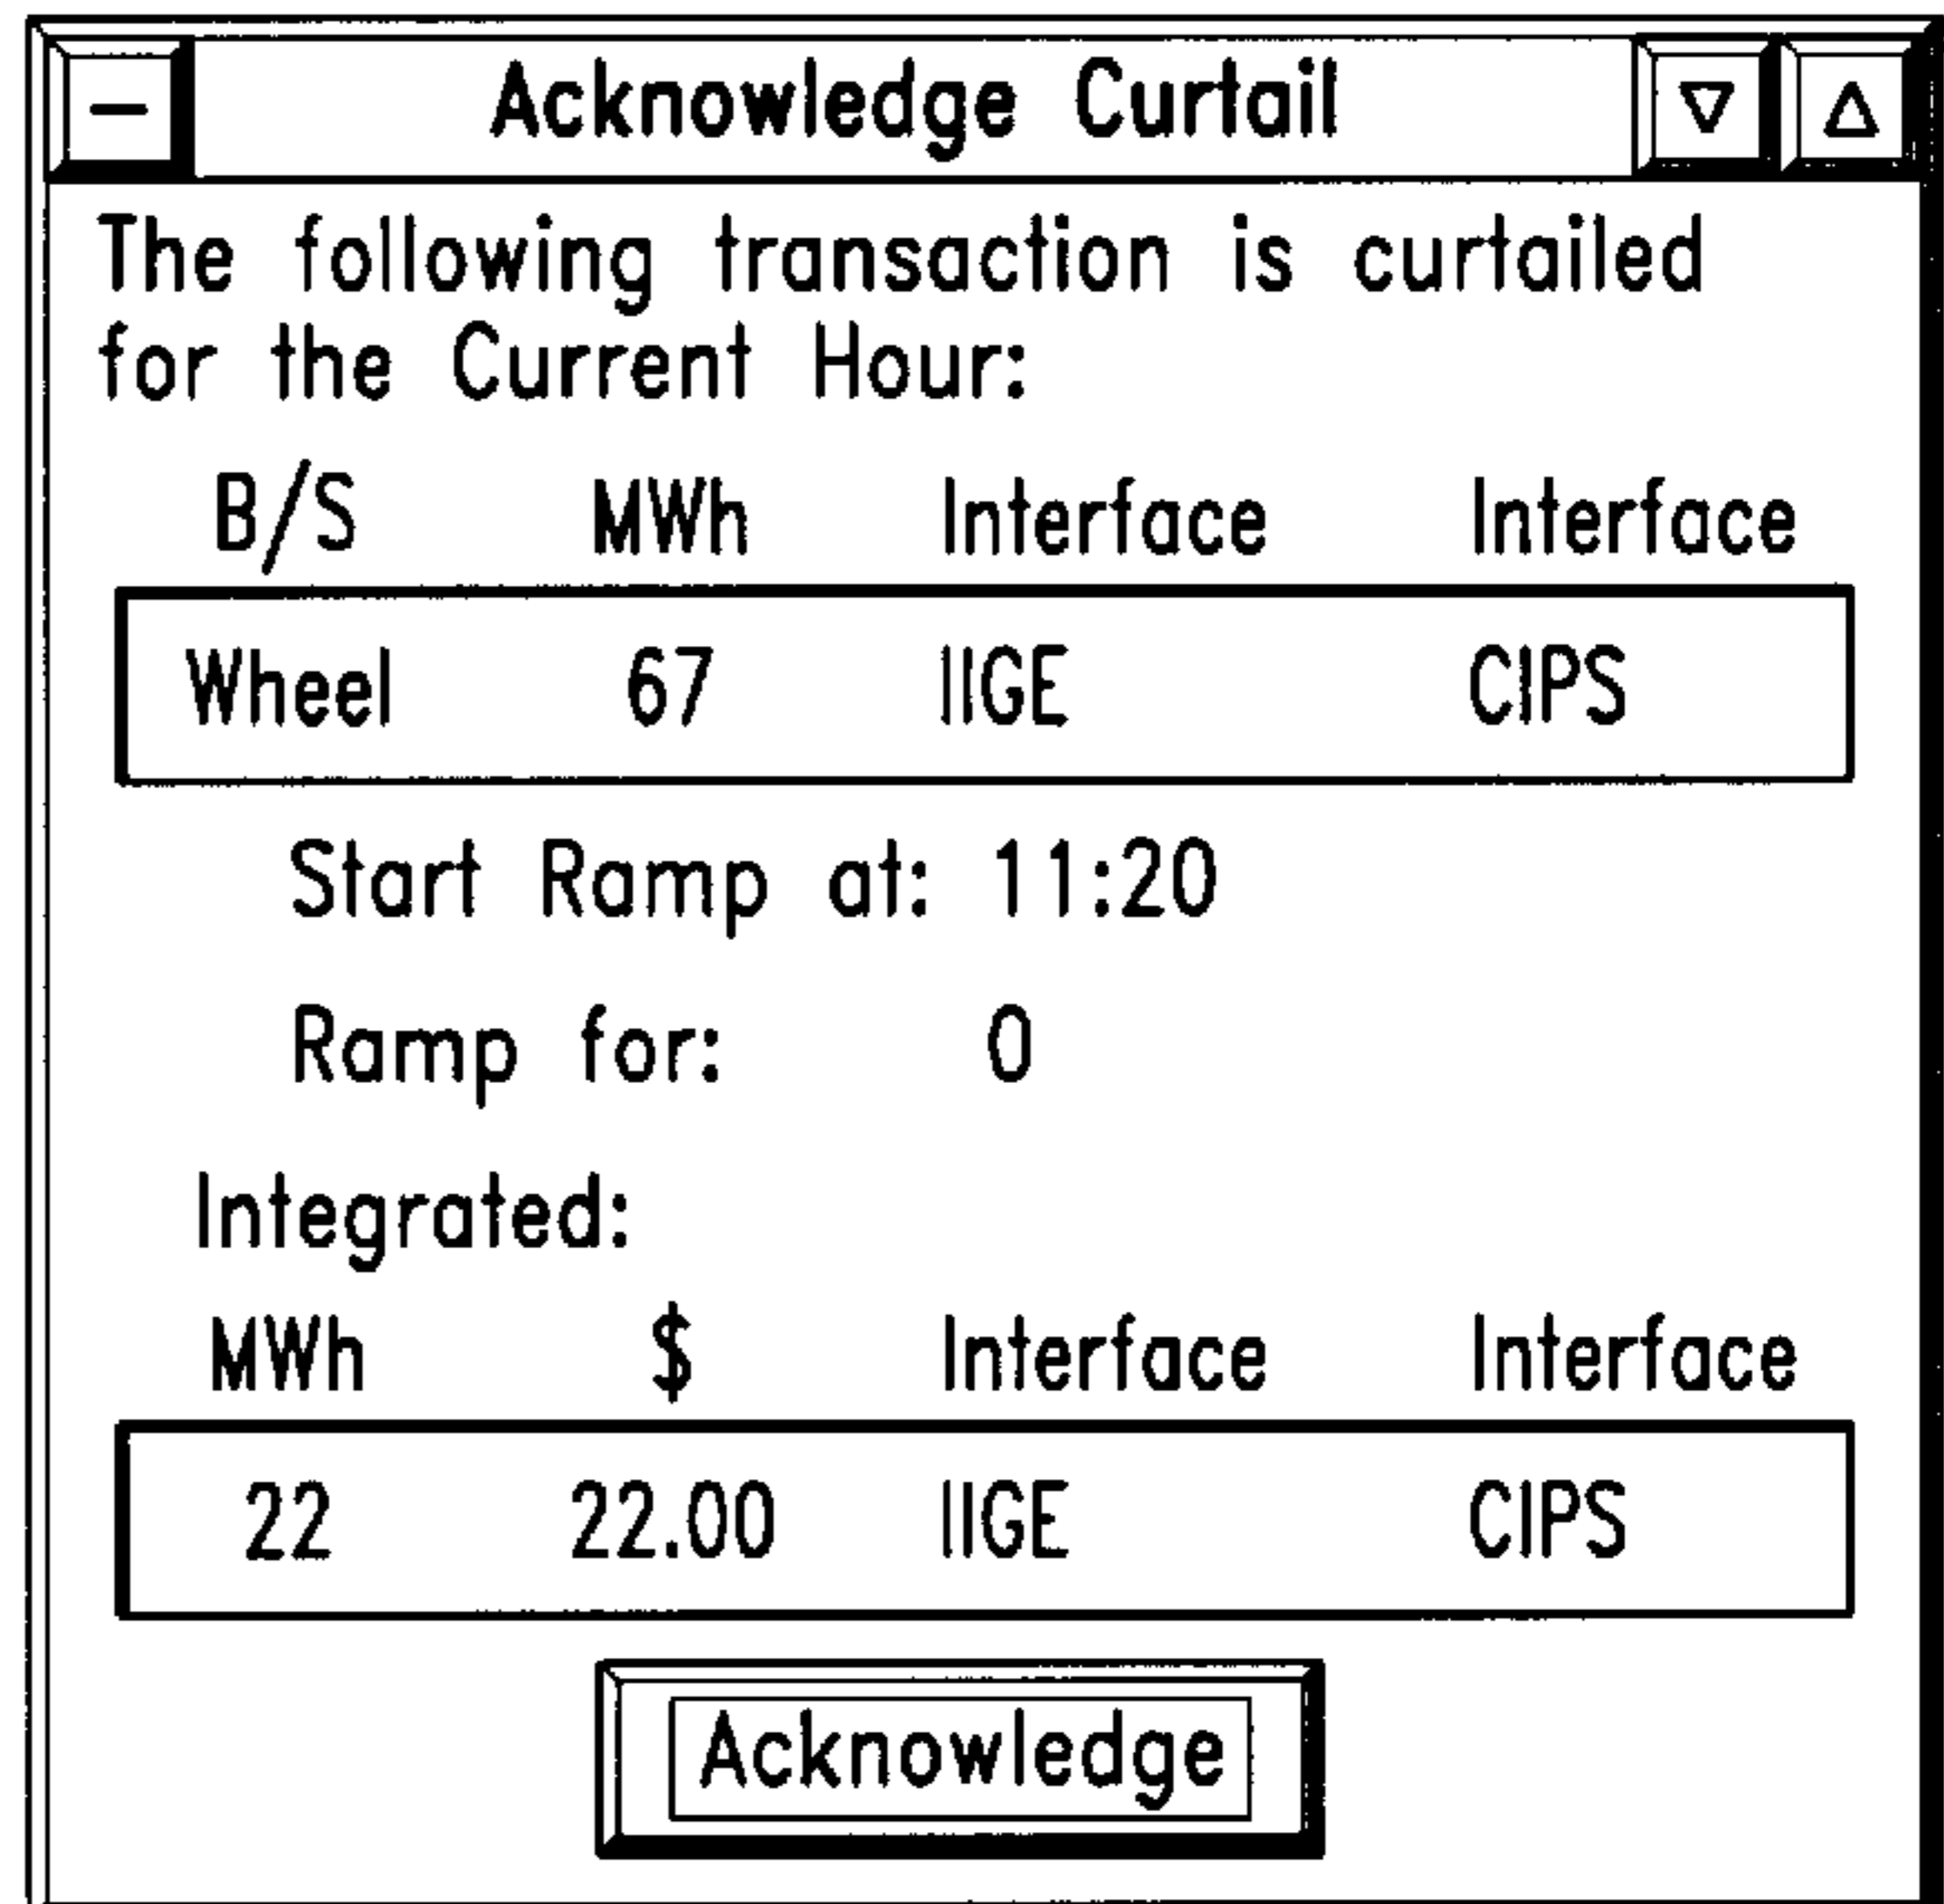 Acknowledge Curtail
The following transaction is curtailed
for the Current Hour:
B/S MWh Interface Interface
Wheel 67 IIGE CIPS
Start Ramp at: 11:20
Ramp for: 0
Integrated:
MWh $ Interface Interface
22 22.00 IIGE CIPS
Acknowledge